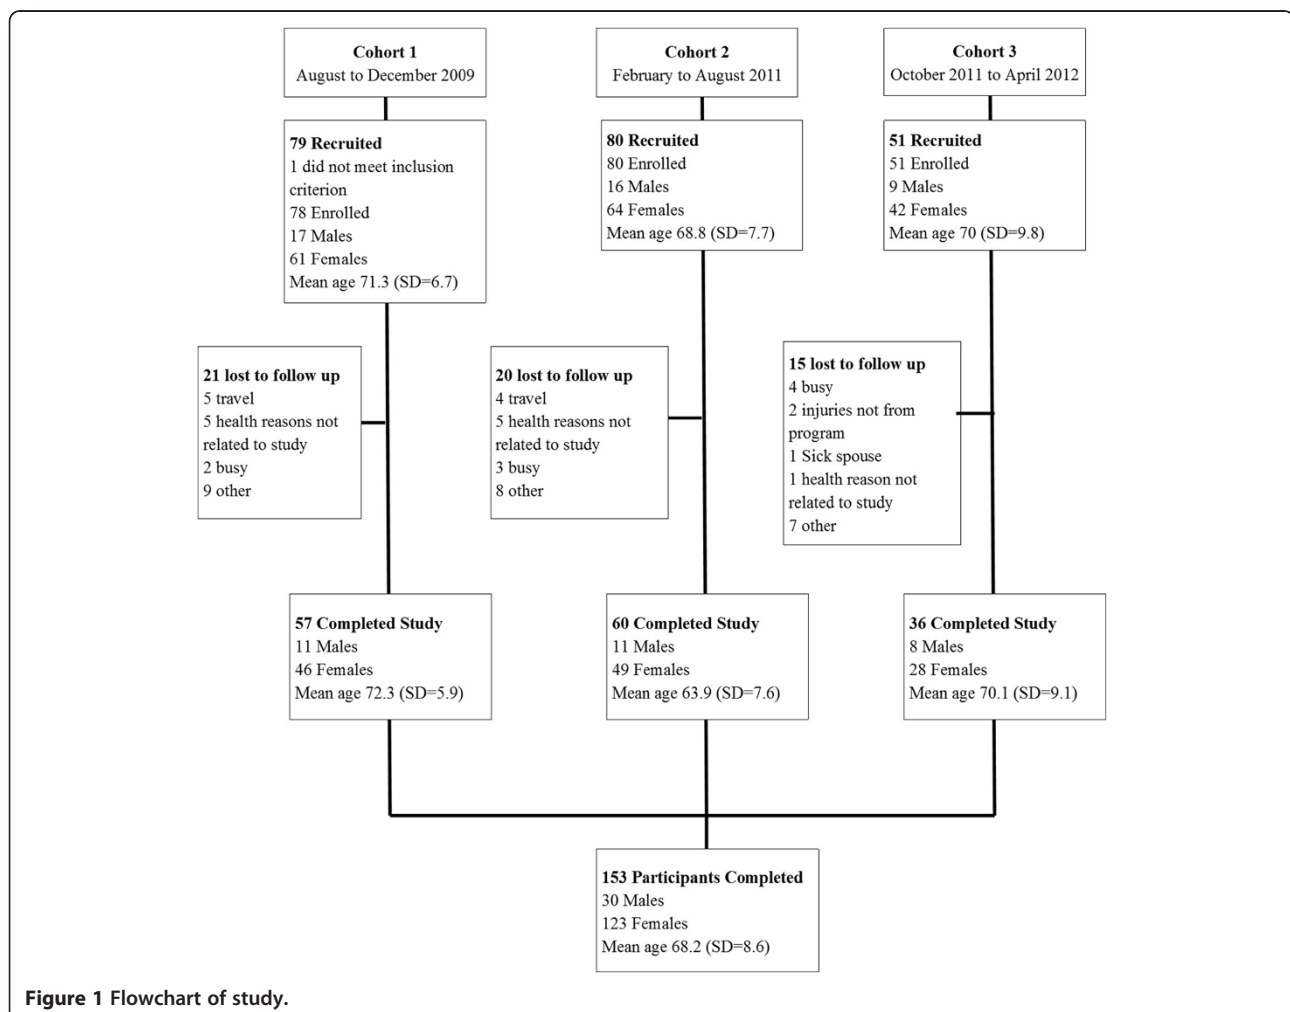 Cohort 1
August to December 2009
Cohort 2
February to August 2011
Cohort 3
October 2011 to April 2012
79 Recruited
1 did not meet inclusion
criterion
78 Enrolled
17 Males
61 Females
Mean age 71.3 (SD=6.7)
80 Recruited
80 Enrolled
16 Males
64 Females
Mean age 68.8 (SD=7.7)
51 Recruited
51 Enrolled
9 Males
42 Females
Mean age 70 (SD=9.8)
21 lost to follow up
5 travel
5 health reasons not
related to study
2 busy
9 other
20 lost to follow up
4 travel
5 health reasons not
related to study
3 busy
8 other
15 lost to follow up
4 busy
2 injuries not from
program
1 Sick spouse
1 health reason not
related to study
7 other
57 Completed Study
11 Males
46 Females
Mean age 72.3 (SD=5.9)
60 Completed Study
11 Males
49 Females
Mean age 63.9 (SD=7.6)
36 Completed Study
8 Males
28 Females
Mean age 70.1 (SD=9.1)
153 Participants Completed
30 Males
123 Females
Mean age 68.2 (SD=8.6)
Figure 1 Flowchart of study.